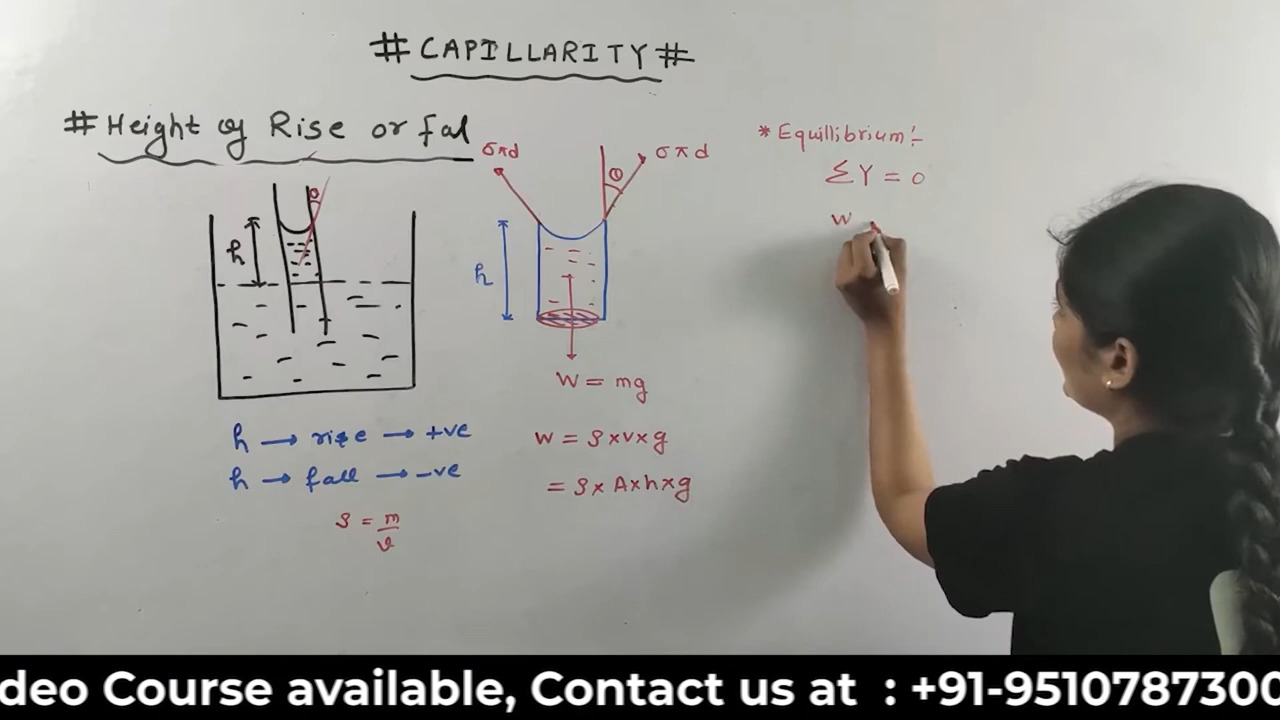 # CAPILLARITY #
# Height of Rise or fal
σπd
θ
σπd
θ
h
h
W = mg
h → rise → +ve
h → fall → -ve
ρ = m/v
W = ρ×v×g
= ρ× A×h×g
* Equillibrium:-
ΣY = 0
W
deo Course available, Contact us at : +91-9510787300